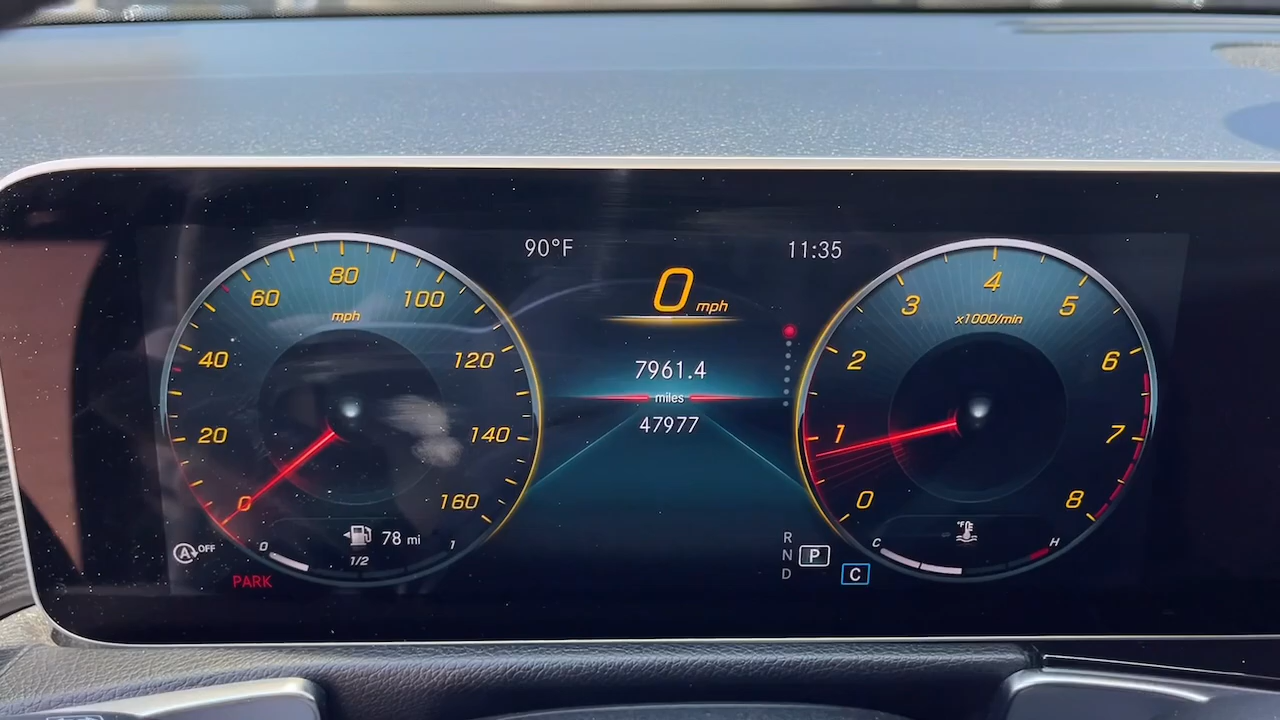 90°F
11:35
0 mph
7961.4
miles
47977
0
20
40
60
80
100
120
140
160
mph
A OFF
0
1/2
1
78 mi
PARK
0
1
2
3
4
5
6
7
8
x1000/min
R
N
D
P
C
C
°F/°C
H